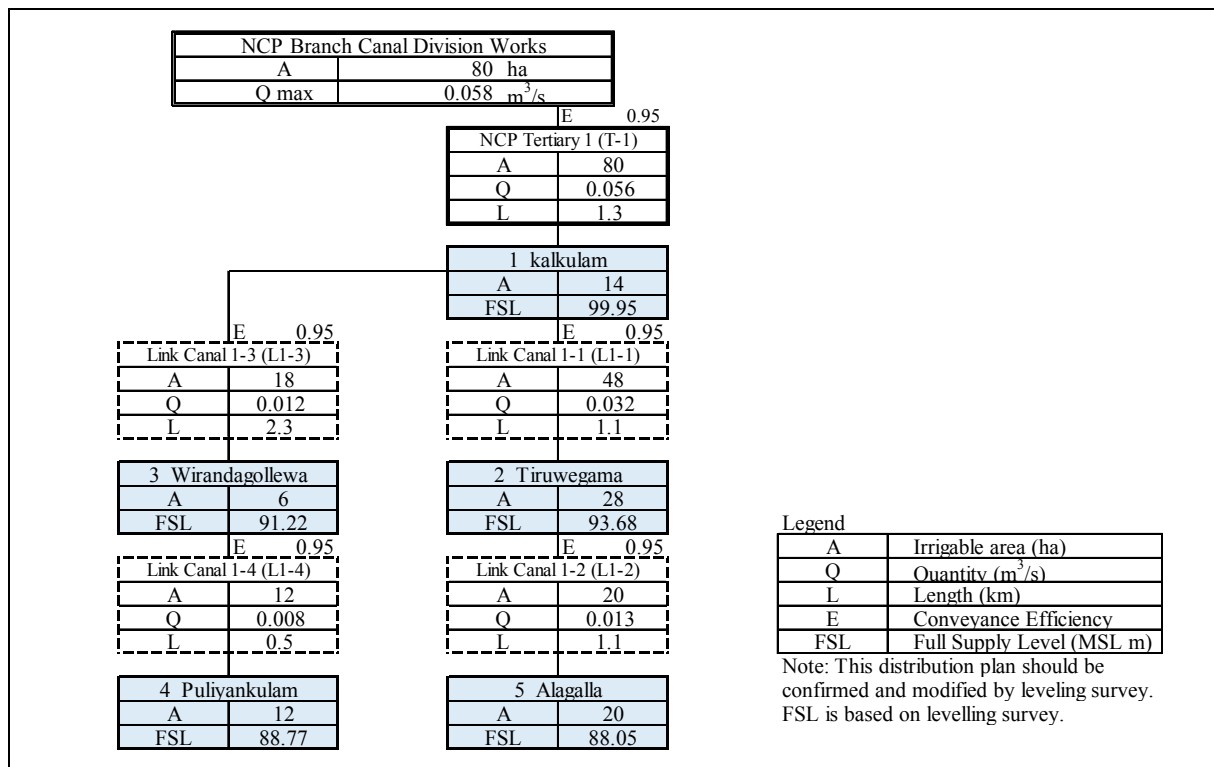 NCP Branch Canal Division Works
A 80 ha
Q max 0.058 m³/s
E 0.95
NCP Tertiary 1 (T-1)
A 80
Q 0.056
L 1.3
1 kalkulam
A 14
FSL 99.95
E 0.95 E 0.95
Link Canal 1-3 (L1-3) Link Canal 1-1 (L1-1)
A 18 A 48
Q 0.012 Q 0.032
L 2.3 L 1.1
3 Wirandagollewa 2 Tiruwegama
A 6 A 28
FSL 91.22 FSL 93.68
E 0.95 E 0.95
Link Canal 1-4 (L1-4) Link Canal 1-2 (L1-2)
A 12 A 20
Q 0.008 Q 0.013
L 0.5 L 1.1
4 Puliyankulam 5 Alagalla
A 12 A 20
FSL 88.77 FSL 88.05
Legend
A Irrigable area (ha)
Q Quantity (m³/s)
L Length (km)
E Conveyance Efficiency
FSL Full Supply Level (MSL m)
Note: This distribution plan should be
confirmed and modified by leveling survey.
FSL is based on levelling survey.